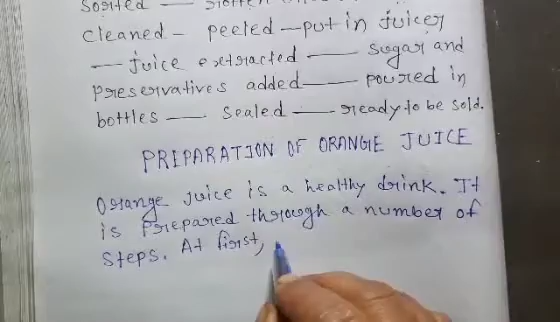 Sorted —
cleaned – peeled – put in juicer
— juice extracted — sugar and
preservatives added — poured in
bottles — sealed — ready to be sold.
PRIPARATION OF ORANGE JUICE
Orange juice is a healthy drink. It
is prepared through a number of
steps. At first,